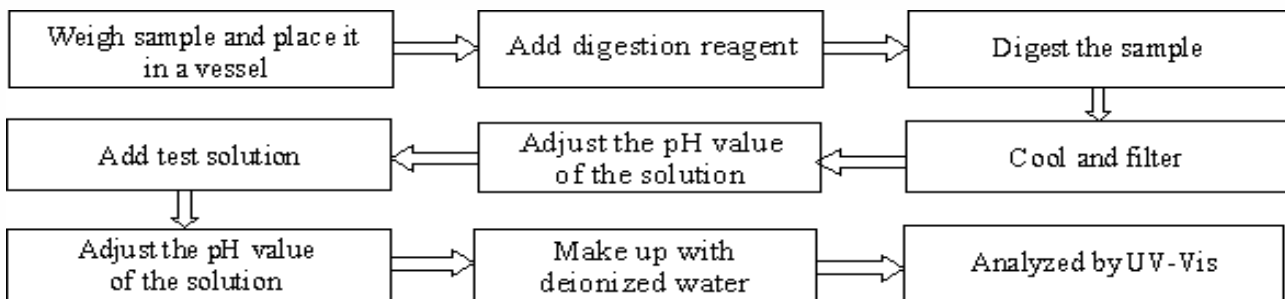 Weigh sample and place it
in a vessel
Add digestion reagent
Digest the sample
Cool and filter
Adjust the pH value
of the solution
Add test solution
Adjust the pH value
of the solution
Make up with
deionized water
Analyzed by UV-Vis